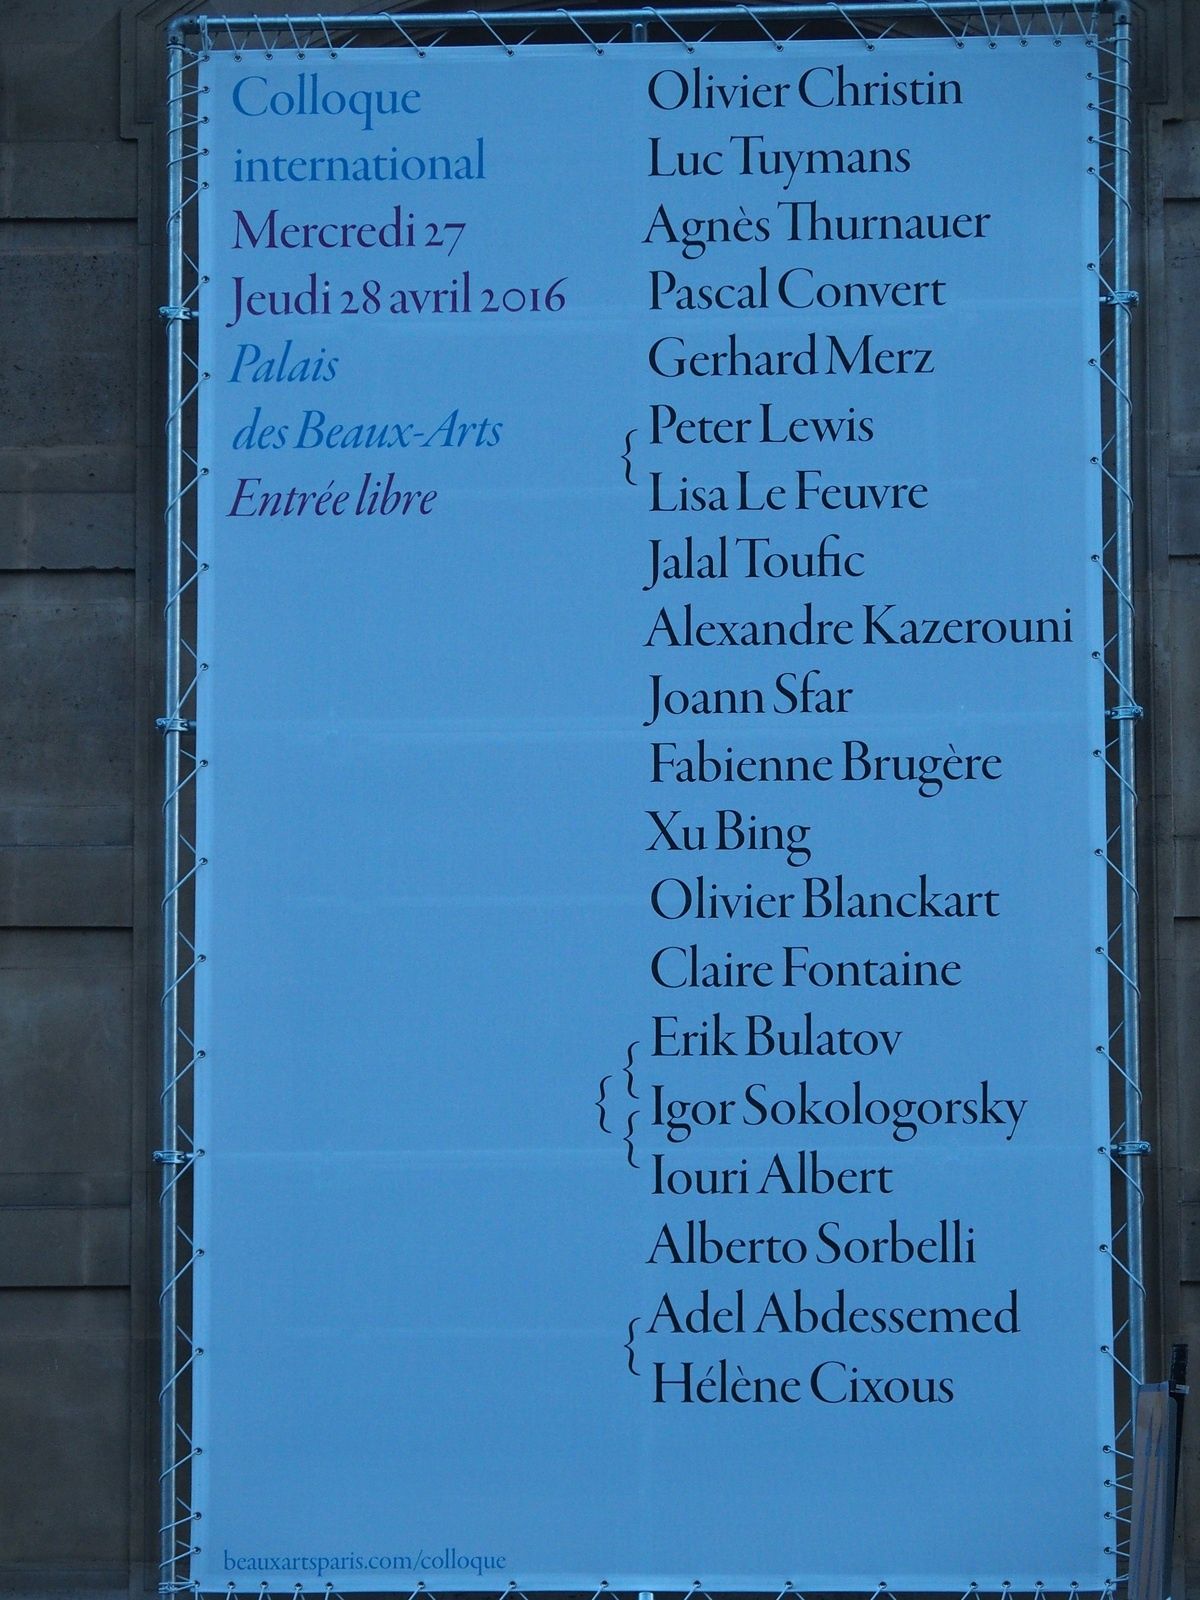 Colloque
international
Mercredi 27
Jeudi 28 avril 2016
Palais
des Beaux-Arts
Entrée libre
Olivier Christin
Luc Tuymans
Agnès Thurnauer
Pascal Convert
Gerhard Merz
{ Peter Lewis
Lisa Le Feuvre
Jalal Toufic
Alexandre Kazerouni
Joann Sfar
Fabienne Brugère
Xu Bing
Olivier Blanckart
Claire Fontaine
{ Erik Bulatov
{ { Igor Sokologorsky
Iouri Albert
Alberto Sorbelli
{ Adel Abdessemed
Hélène Cixous
beauxartsparis.com/colloque